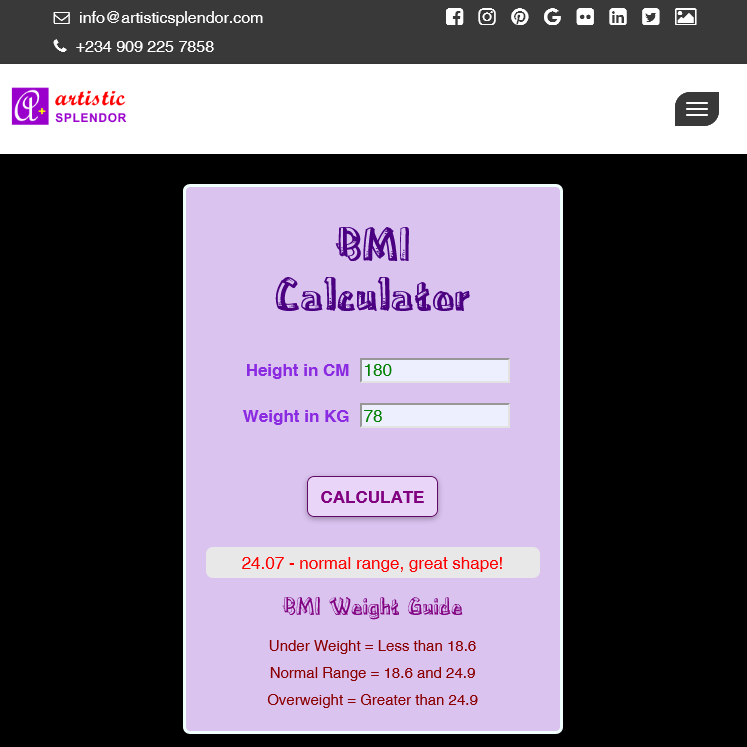 info@artisticsplendor.com
+234 909 225 7858
a+ artistic
SPLENDOR
BMI
Calculator
Height in CM 180
Weight in KG 78
CALCULATE
24.07 - normal range, great shape!
BMI Weight Guide
Under Weight = Less than 18.6
Normal Range = 18.6 and 24.9
Overweight = Greater than 24.9